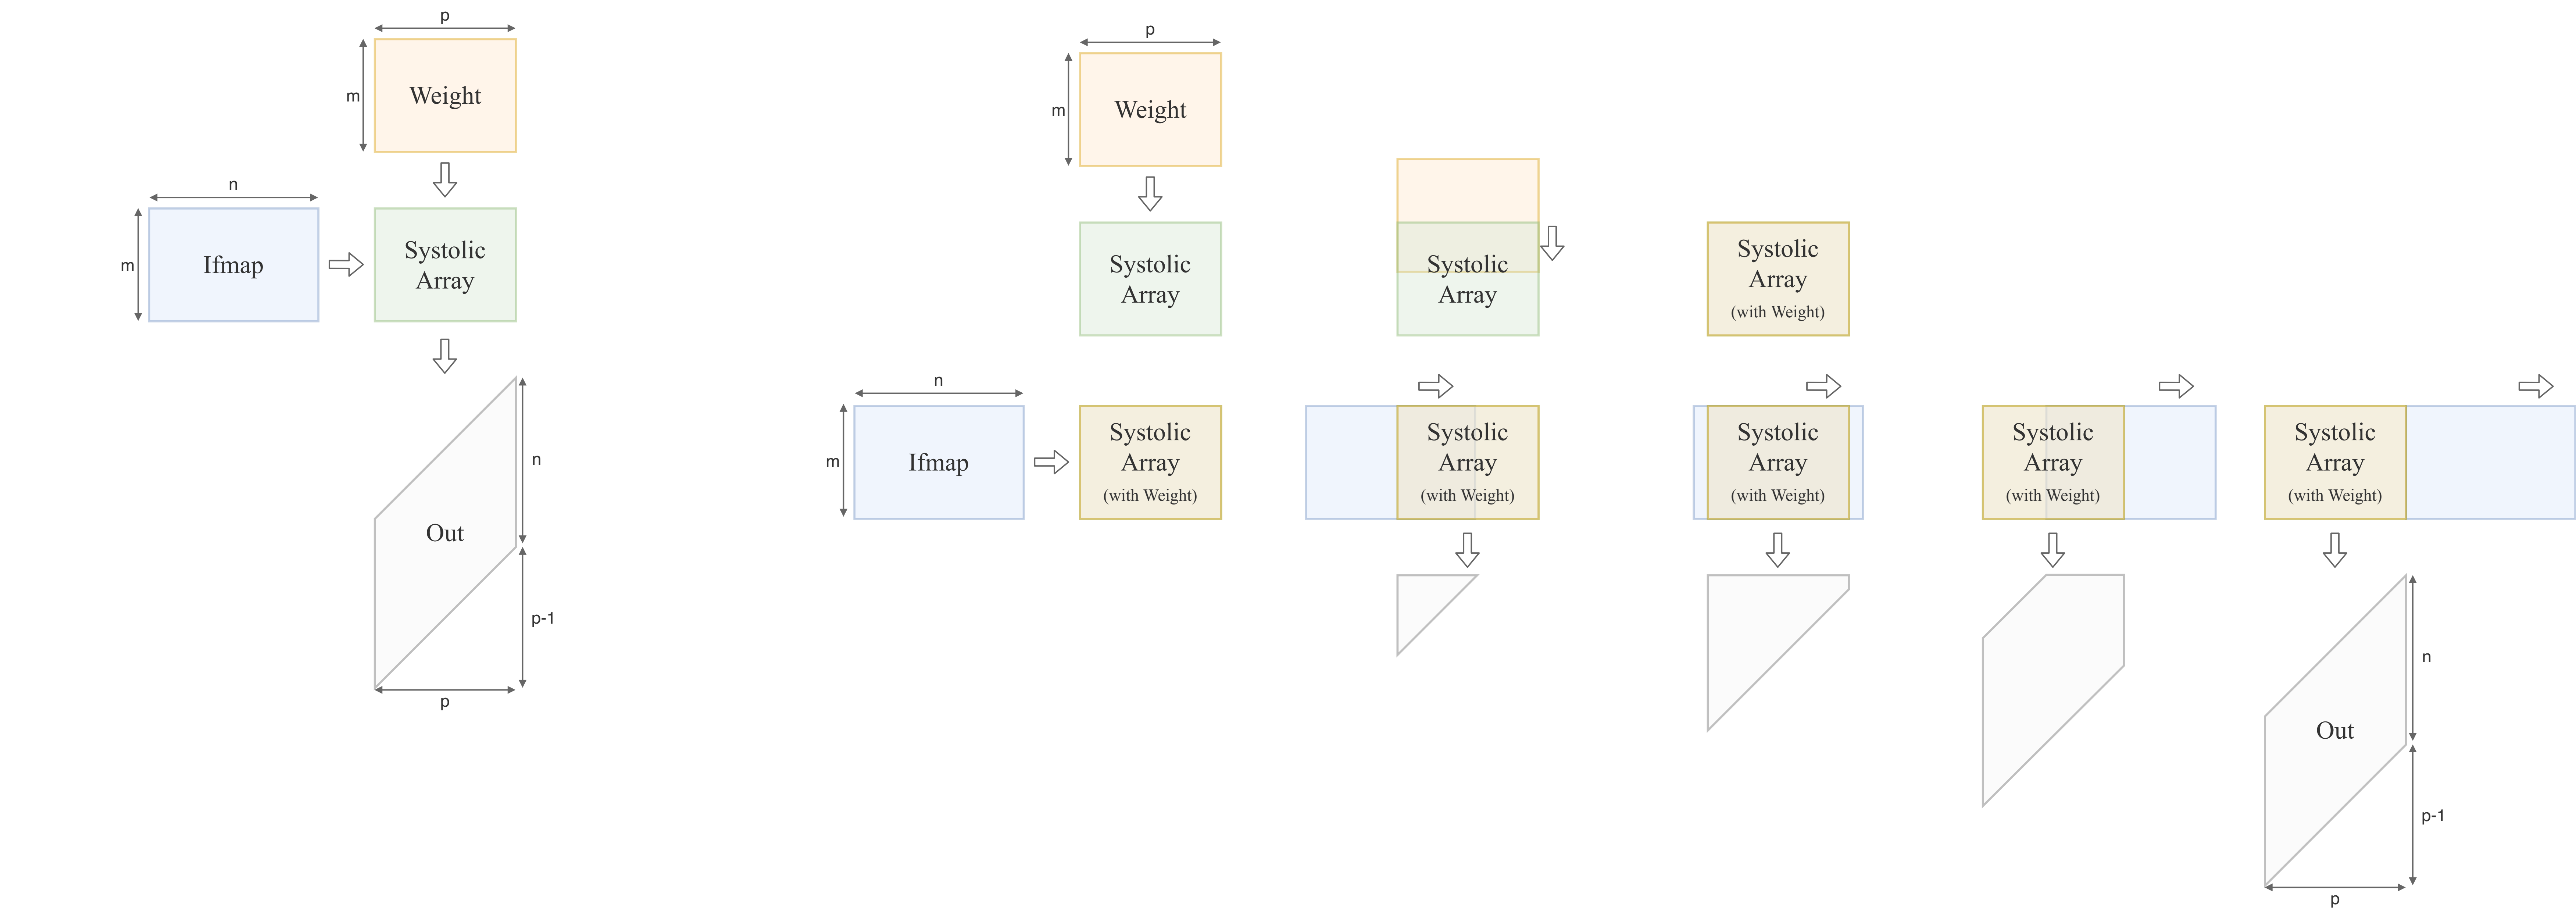 p
m
Weight
n
m
Ifmap
Systolic
Array
n
Out
p-1
p
p
m
Weight
Systolic
Array
Systolic
Array
Systolic
Array
(with Weight)
n
m
Ifmap
Systolic
Array
(with Weight)
Systolic
Array
(with Weight)
Systolic
Array
(with Weight)
Systolic
Array
(with Weight)
Systolic
Array
(with Weight)
n
Out
p-1
p